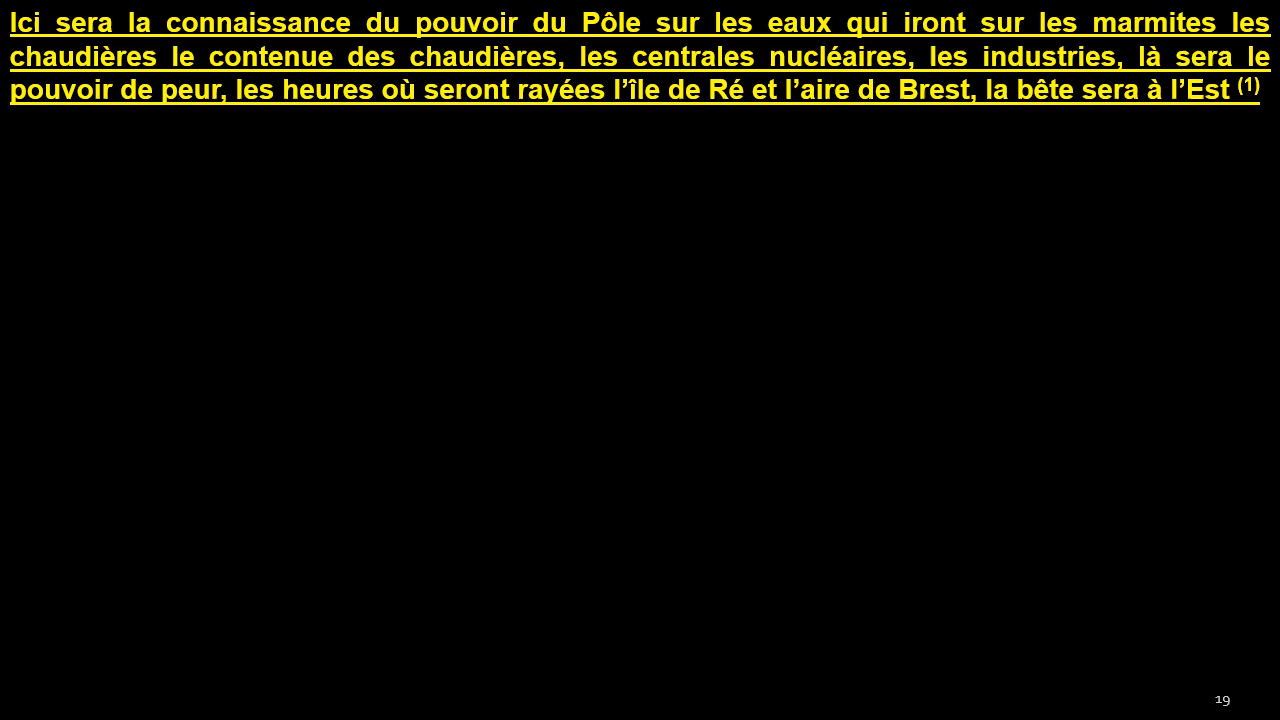 Ici sera la connaissance du pouvoir du Pôle sur les eaux qui iront sur les marmites les
chaudières le contenue des chaudières, les centrales nucléaires, les industries, là sera le
pouvoir de peur, les heures où seront rayées l’île de Ré et l’aire de Brest, la bête sera à l’Est (1)
19